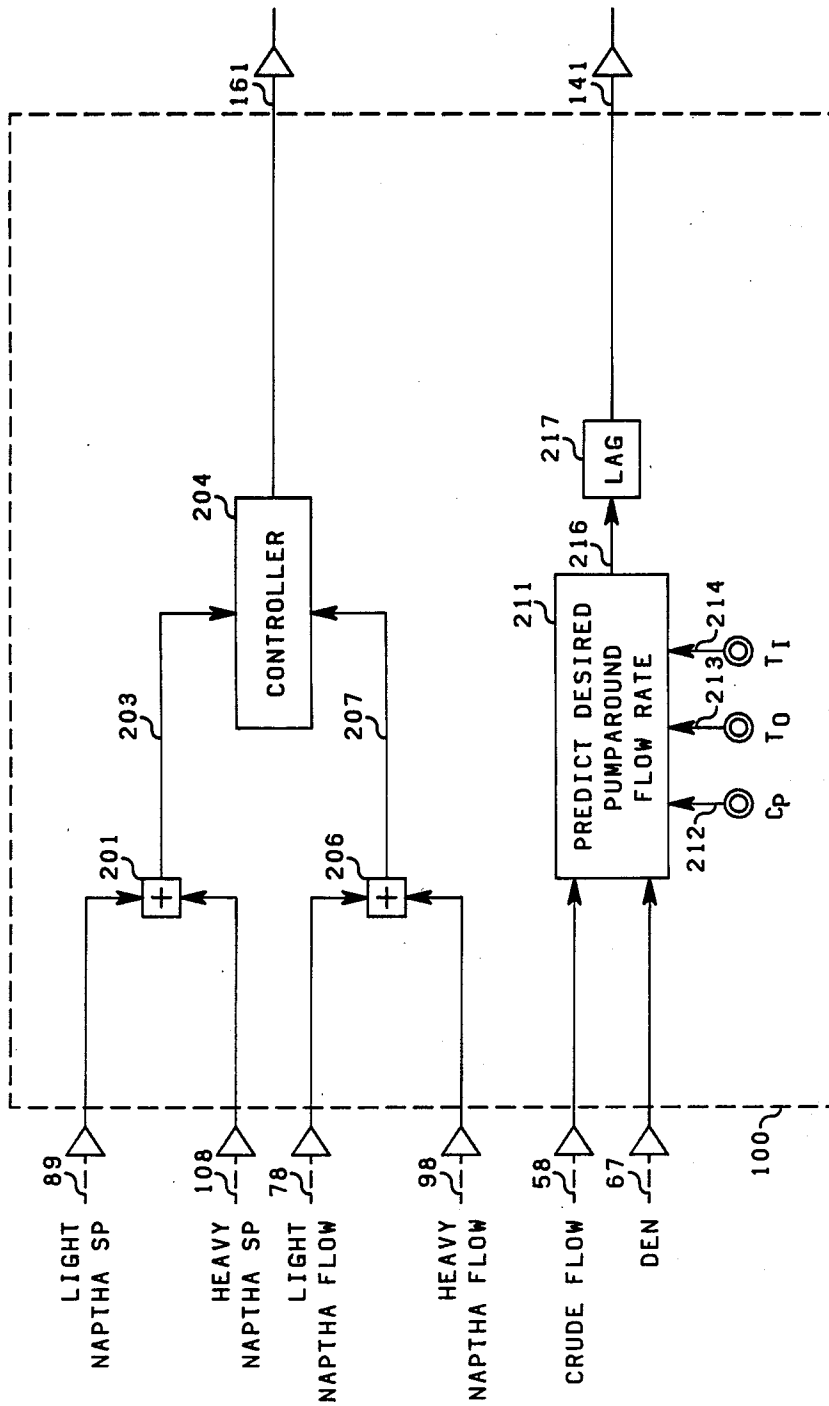 LIGHT
NAPTHA SP
89
HEAVY
NAPTHA SP
108
LIGHT
NAPTHA FLOW
78
HEAVY
NAPTHA FLOW
98
CRUDE FLOW
58
DEN
67
100
201
203
206
207
204
CONTROLLER
161
211
PREDICT DESIRED
PUMPAROUND
FLOW RATE
212
213
214
CP
TO
TI
216
217
LAG
141